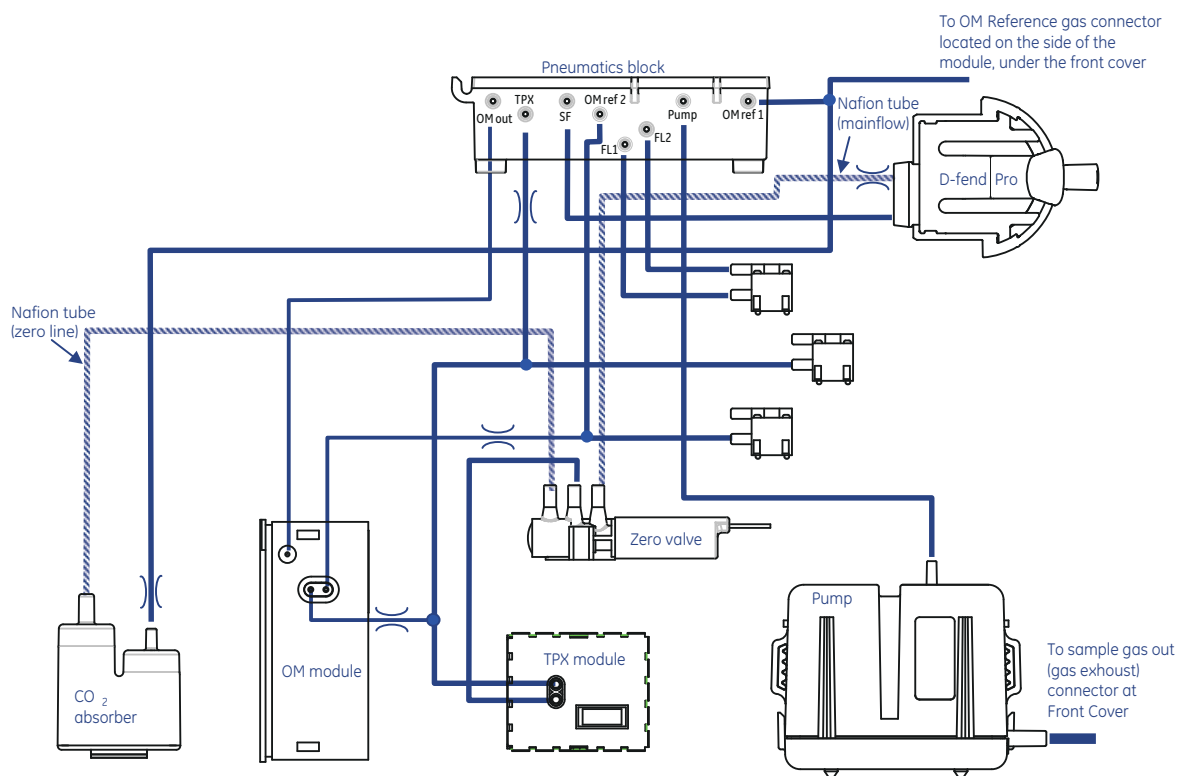 To OM Reference gas connector
located on the side of the
module, under the front cover
Pneumatics block
OM out
TPX
SF
OM ref 2
FL1
FL2
Pump
OM ref 1
Nafion tube
(mainflow)
D-fend Pro
Nafion tube
(zero line)
Zero valve
Pump
OM module
TPX module
CO 2
absorber
To sample gas out
(gas exhoust)
connector at
Front Cover